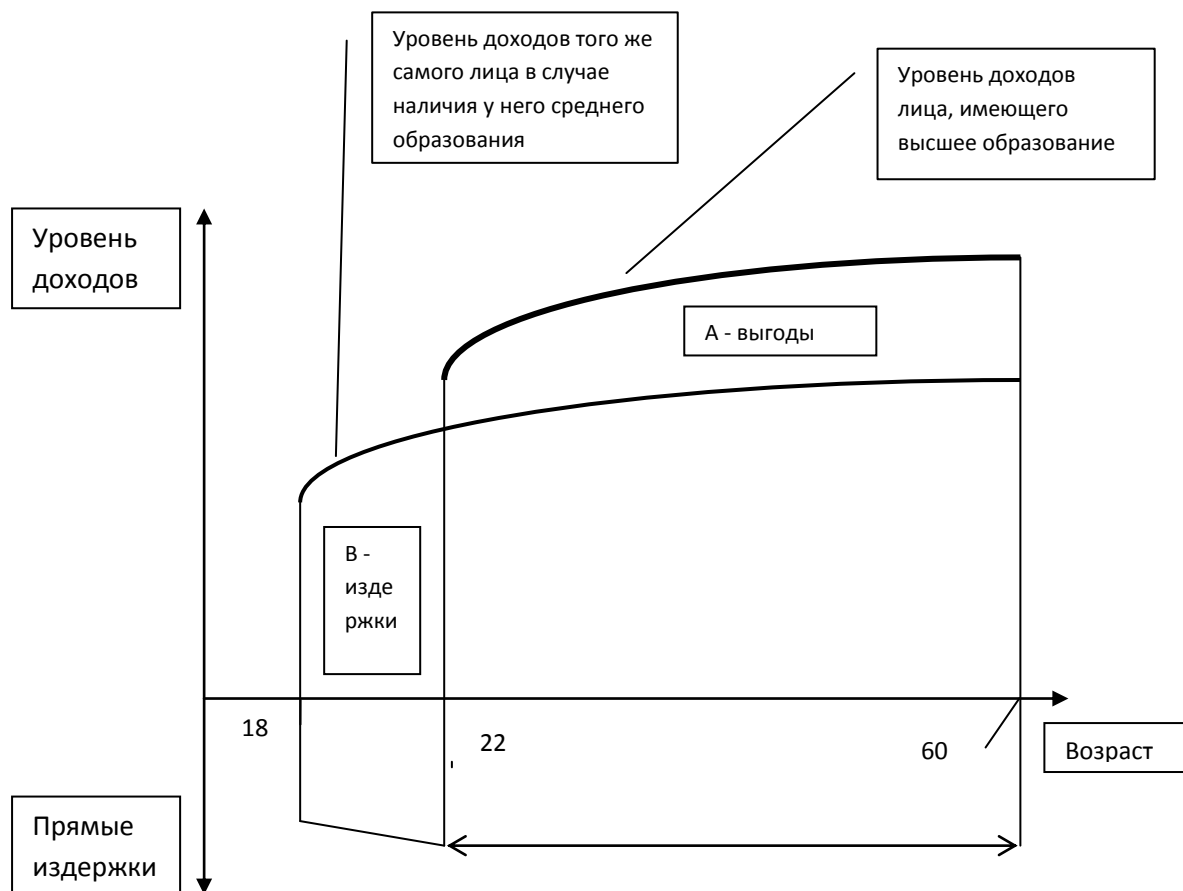 Уровень доходов того же
самого лица в случае
наличия у него среднего
образования
Уровень доходов
лица, имеющего
высшее образование
Уровень
доходов
А - выгоды
В -
изде
ржки
18
22
60
Возраст
Прямые
издержки